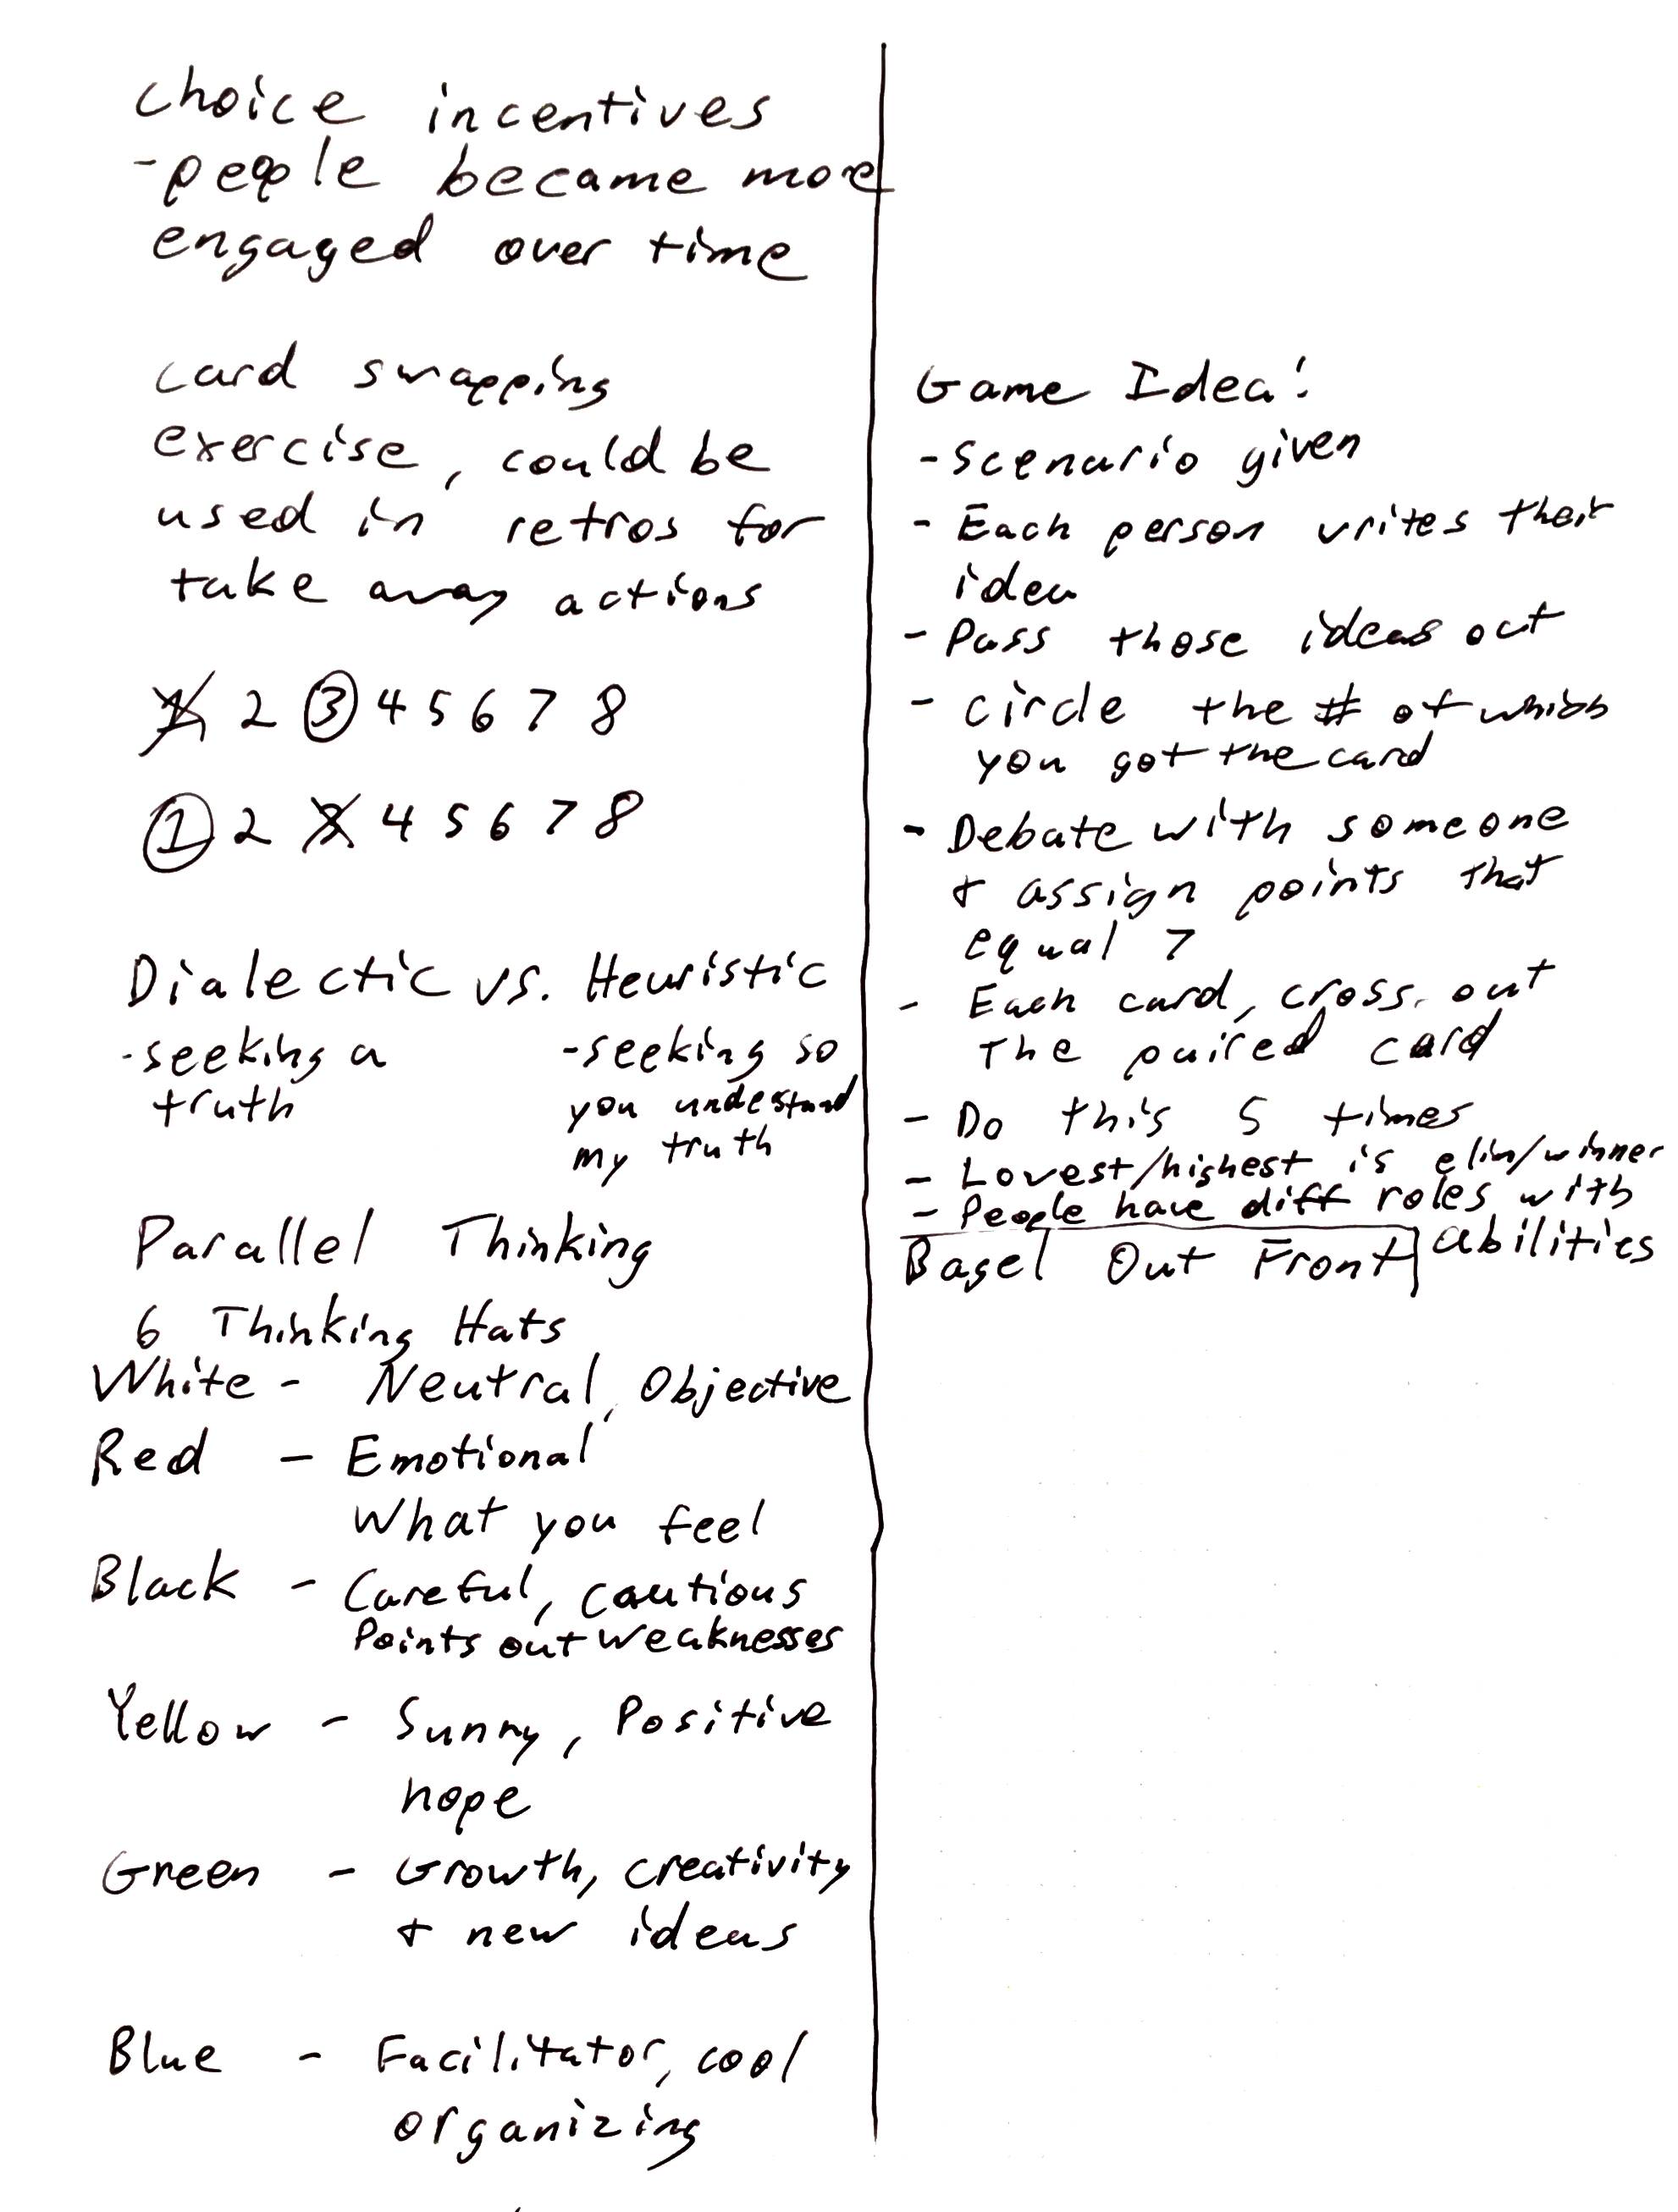 choice incentives
- people became more
engaged over time
card swapping
exercise, could be
used in retros for
take away actions
1 2 3 4 5 6 7 8
1 2 3 4 5 6 7 8
Dialectic vs. Heuristic
- seeking a
truth
- seeking so
you understand
my truth
Parallel Thinking
6 Thinking Hats
White - Neutral, Objective
Red - Emotional
What you feel
Black - Careful, cautious
Points out weaknesses
Yellow - Sunny, Positive
hope
Green - Growth, creativity
+ new ideas
Blue - Facilitator, cool
organizing
Game Idea:
- Scenario given
- Each person writes their
idea
- Pass those ideas out
- circle the # of
you got the card
- Debate with someone
+ assign points that
equal 7
- Each card, cross out
the paired card
- Do this 5 times
- Lowest/highest is elim/winner
- People have diff roles with
abilities
Bagel Out Front